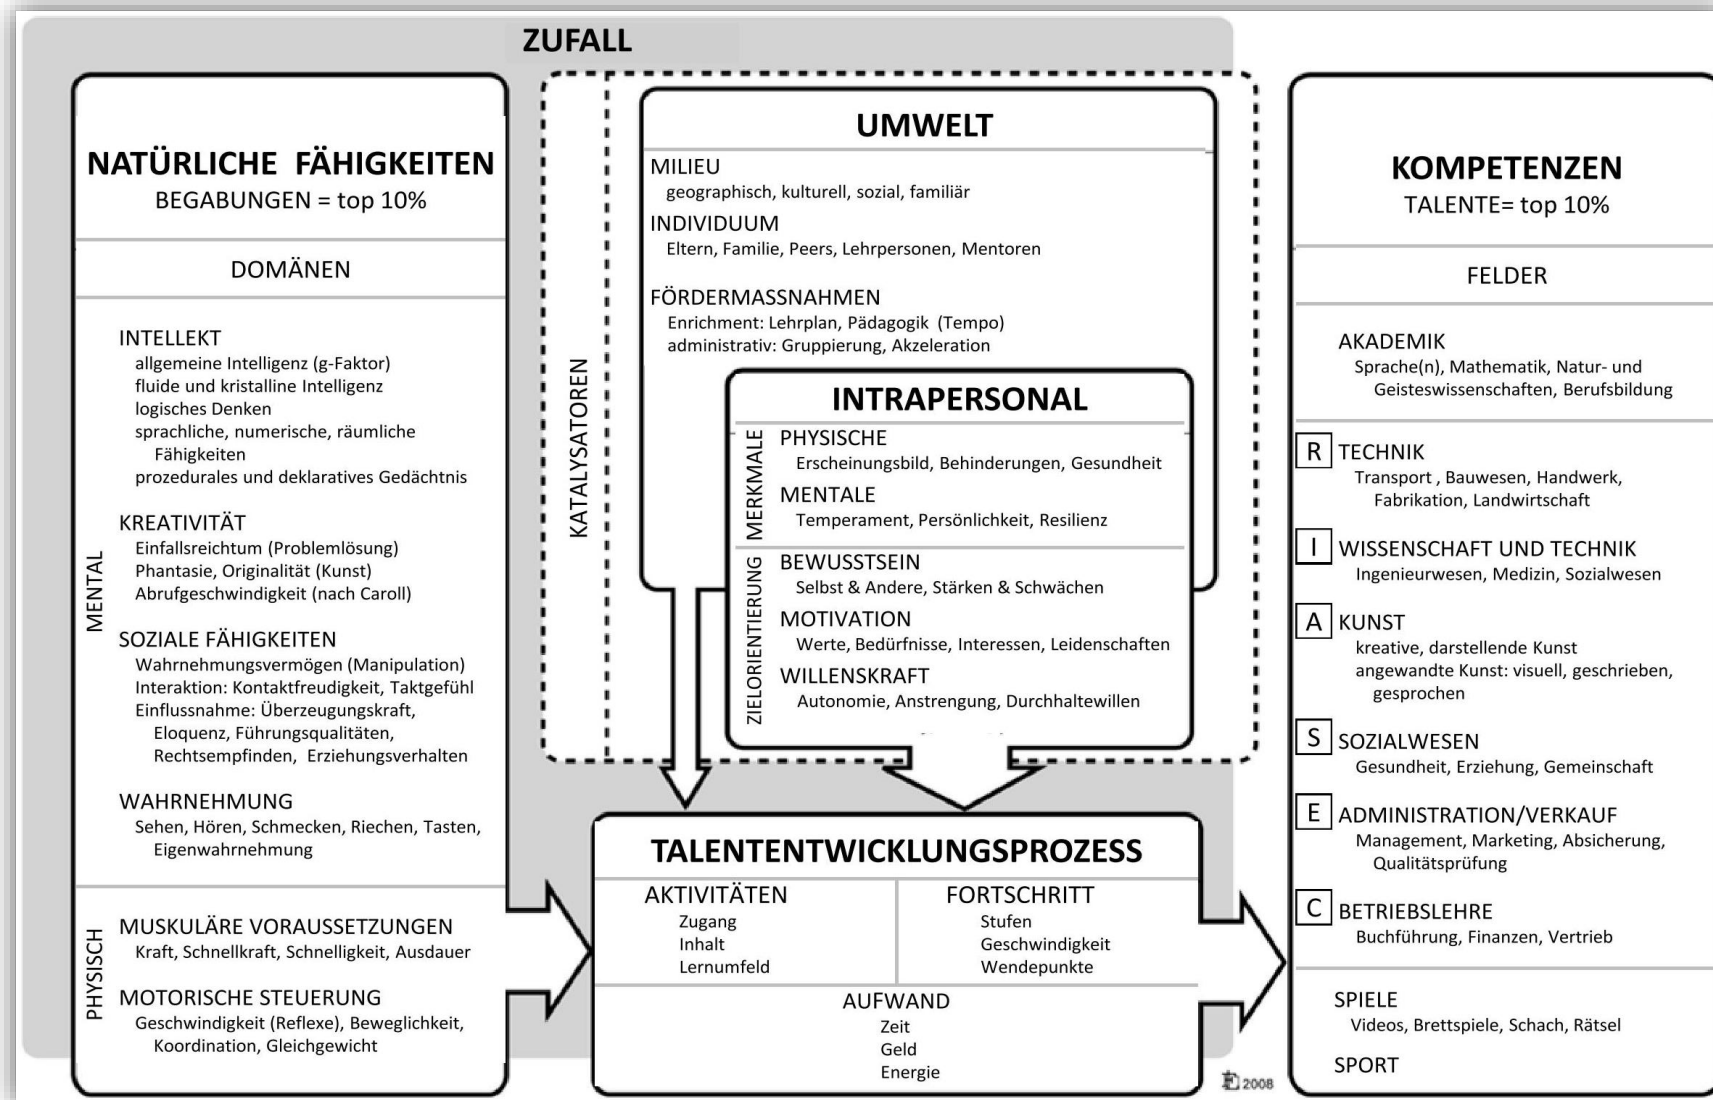 ZUFALL
NATÜRLICHE FÄHIGKEITEN
BEGABUNGEN = top 10%
DOMÄNEN
MENTAL
INTELLEKT
allgemeine Intelligenz (g-Faktor)
fluide und kristalline Intelligenz
logisches Denken
sprachliche, numerische, räumliche
Fähigkeiten
prozedurales und deklaratives Gedächtnis
KREATIVITÄT
Einfallsreichtum (Problemlösung)
Phantasie, Originalität (Kunst)
Abrufgeschwindigkeit (nach Caroll)
SOZIALE FÄHIGKEITEN
Wahrnehmungsvermögen (Manipulation)
Interaktion: Kontaktfreudigkeit, Taktgefühl
Einflussnahme: Überzeugungskraft,
Eloquenz, Führungsqualitäten,
Rechtsempfinden, Erziehungsverhalten
WAHRNEHMUNG
Sehen, Hören, Schmecken, Riechen, Tasten,
Eigenwahrnehmung
PHYSISCH
MUSKULÄRE VORAUSSETZUNGEN
Kraft, Schnellkraft, Schnelligkeit, Ausdauer
MOTORISCHE STEUERUNG
Geschwindigkeit (Reflexe), Beweglichkeit,
Koordination, Gleichgewicht
KATALYSATOREN
UMWELT
MILIEU
geographisch, kulturell, sozial, familiär
INDIVIDUUM
Eltern, Familie, Peers, Lehrpersonen, Mentoren
FÖRDERMASSNAHMEN
Enrichment: Lehrplan, Pädagogik (Tempo)
administrativ: Gruppierung, Akzeleration
INTRAPERSONAL
MERKMALE
PHYSISCHE
Erscheinungsbild, Behinderungen, Gesundheit
MENTALE
Temperament, Persönlichkeit, Resilienz
ZIELORIENTIERUNG
BEWUSSTSEIN
Selbst & Andere, Stärken & Schwächen
MOTIVATION
Werte, Bedürfnisse, Interessen, Leidenschaften
WILLENSKRAFT
Autonomie, Anstrengung, Durchhaltewillen
TALENTENTWICKLUNGSPROZESS
AKTIVITÄTEN
Zugang
Inhalt
Lernumfeld
FORTSCHRITT
Stufen
Geschwindigkeit
Wendepunkte
AUFWAND
Zeit
Geld
Energie
2008
KOMPETENZEN
TALENTE= top 10%
FELDER
AKADEMIK
Sprache(n), Mathematik, Natur- und
Geisteswissenschaften, Berufsbildung
R TECHNIK
Transport , Bauwesen, Handwerk,
Fabrikation, Landwirtschaft
I WISSENSCHAFT UND TECHNIK
Ingenieurwesen, Medizin, Sozialwesen
A KUNST
kreative, darstellende Kunst
angewandte Kunst: visuell, geschrieben,
gesprochen
S SOZIALWESEN
Gesundheit, Erziehung, Gemeinschaft
E ADMINISTRATION/VERKAUF
Management, Marketing, Absicherung,
Qualitätsprüfung
C BETRIEBSLEHRE
Buchführung, Finanzen, Vertrieb
SPIELE
Videos, Brettspiele, Schach, Rätsel
SPORT